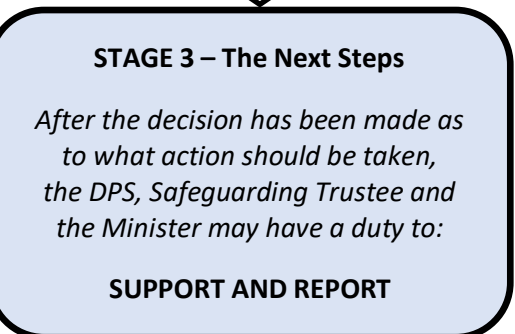 STAGE 3 – The Next Steps
After the decision has been made as
to what action should be taken,
the DPS, Safeguarding Trustee and
the Minister may have a duty to:
SUPPORT AND REPORT